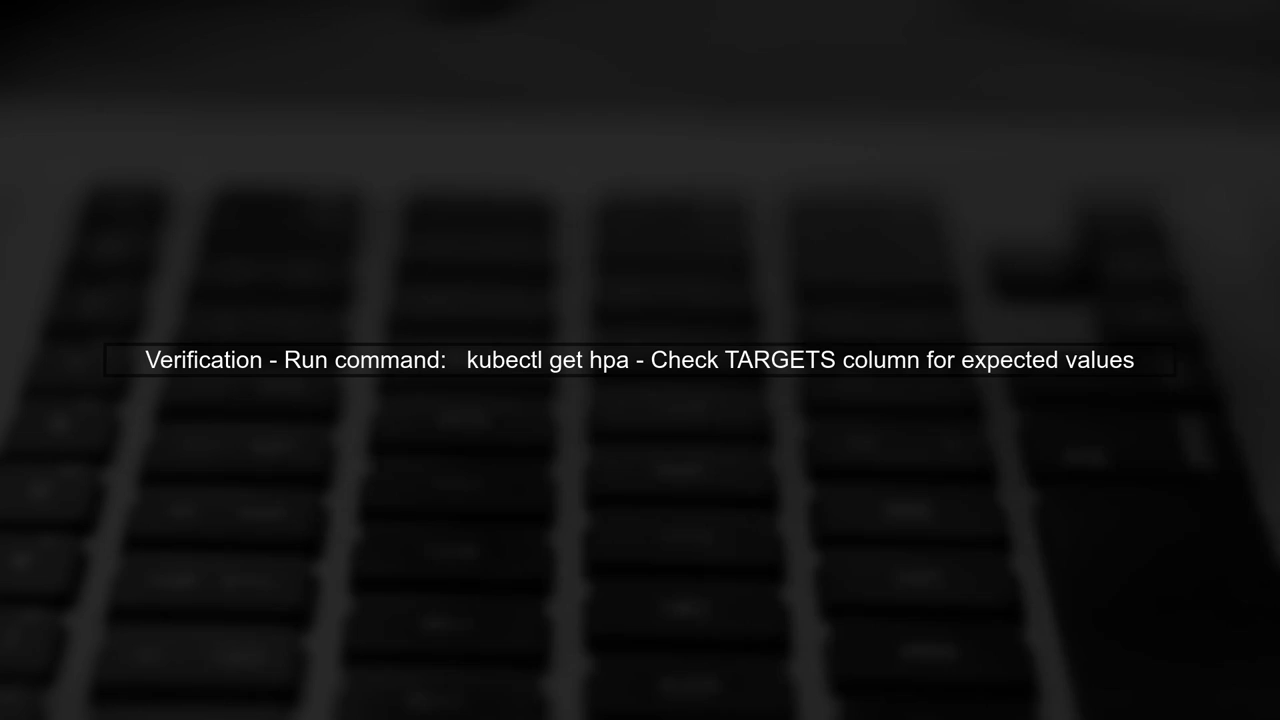 Verification - Run command:   kubectl get hpa - Check TARGETS column for expected values